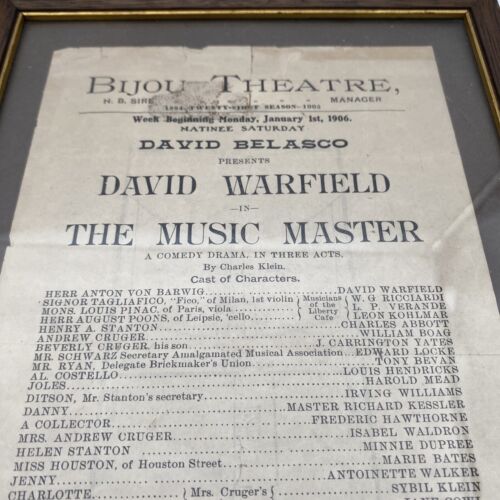 BIJOU THEATRE,
N. B. SIRE MANAGER
1884-TWENTY-FIRST SEASON-1905
Week Beginning Monday, January 1st, 1906.
MATINEE SATURDAY
DAVID BELASCO
PRESENTS
DAVID WARFIELD
—IN—
THE MUSIC MASTER
A COMEDY DRAMA, IN THREE ACTS.
By Charles Klein.
Cast of Characters.
HERR ANTON VON BARWIG DAVID WARFIELD
SIGNOR TAGLIAFICO, "Fico," of Milan, 1st violin Musicians W. G. RICCIARDI
MONS. LOUIS PINAC, of Paris, viola of the Liberty L. P. VERANDE
HERR AUGUST POONS, of Leipsic, 'cello Cafe LEON KOHLMAR
HENRY A. STANTON CHARLES ABBOTT
ANDREW CRUGER WILLIAM BOAG
BEVERLY CRUGER, his son J. CARRINGTON YATES
MR. SCHWARZ Secretary Amalgamated Musical Association EDWARD LOCKE
MR. RYAN, Delegate Brickmaker's Union TONY BEVAN
AL. COSTELLO LOUIS HENDRICKS
JOLES HAROLD MEAD
DITSON, Mr. Stanton's secretary IRVING WILLIAMS
DANNY MASTER RICHARD KESSLER
A COLLECTOR FREDERIC HAWTHORNE
MRS. ANDREW CRUGER ISABEL WALDRON
HELEN STANTON MINNIE DUPREE
MISS HOUSTON, of Houston Street MARIE BATES
JENNY ANTOINETTE WALKER
CHARLOTTE Mrs. Cruger's SYBIL KLEIN